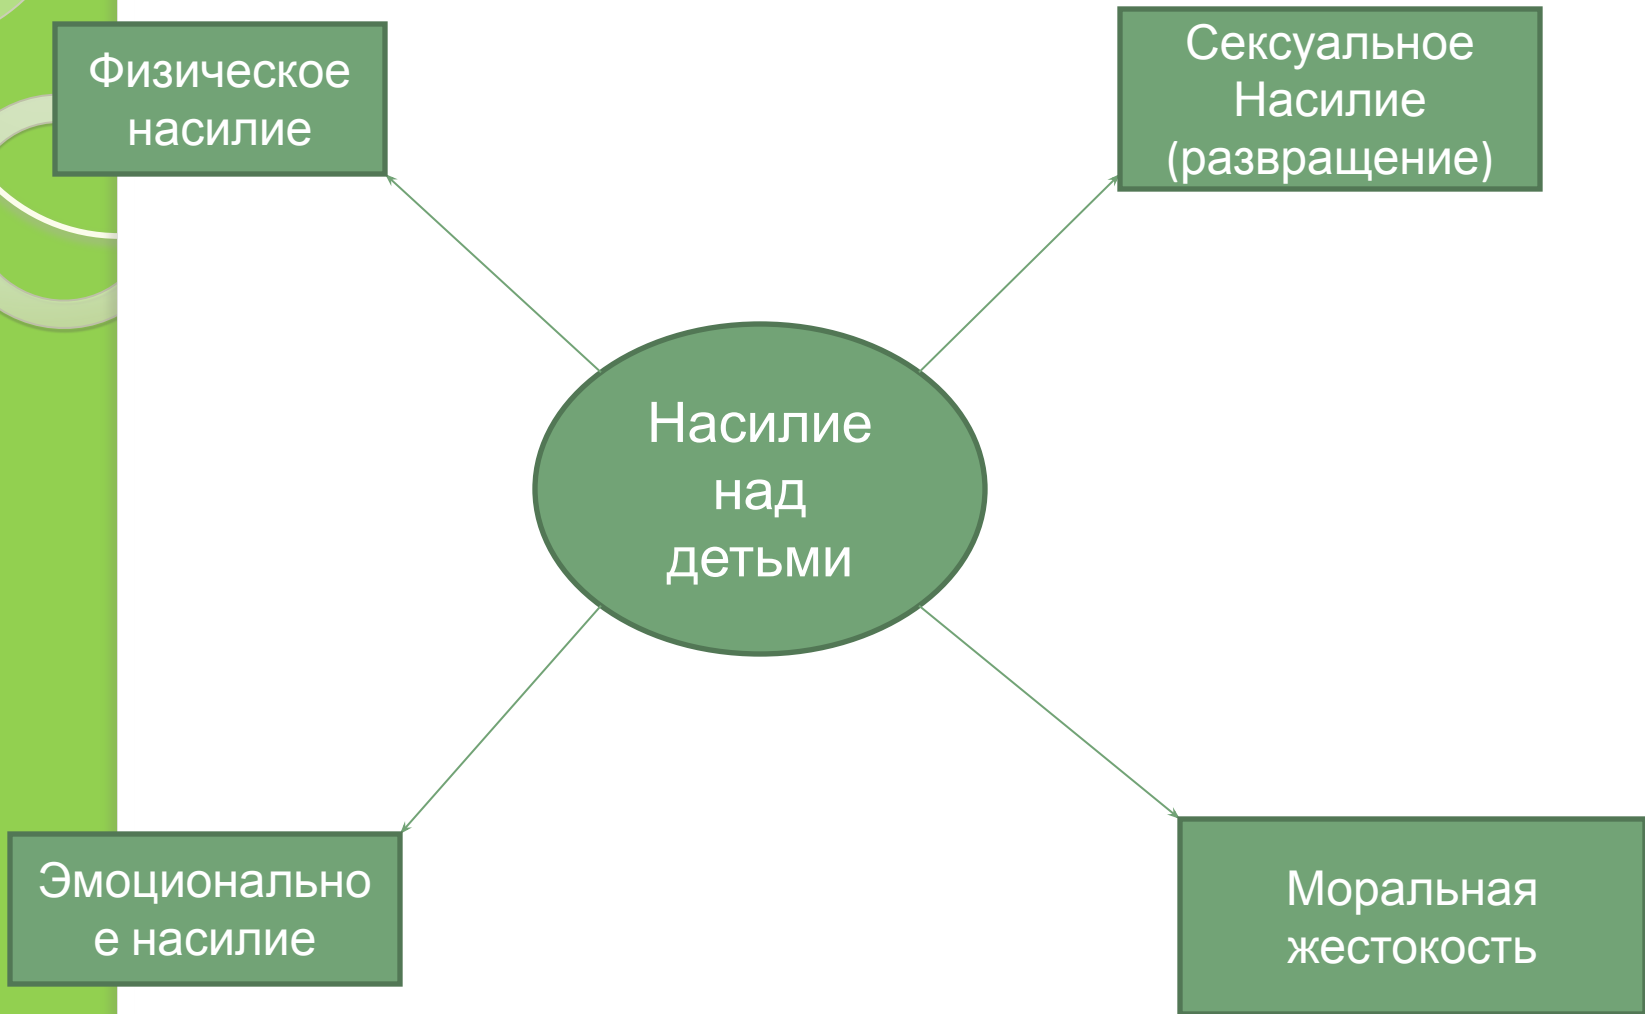 Физическое
насилие
Сексуальное
Насилие
(развращение)
Насилие
над
детьми
Эмоционально
е насилие
Моральная
жестокость